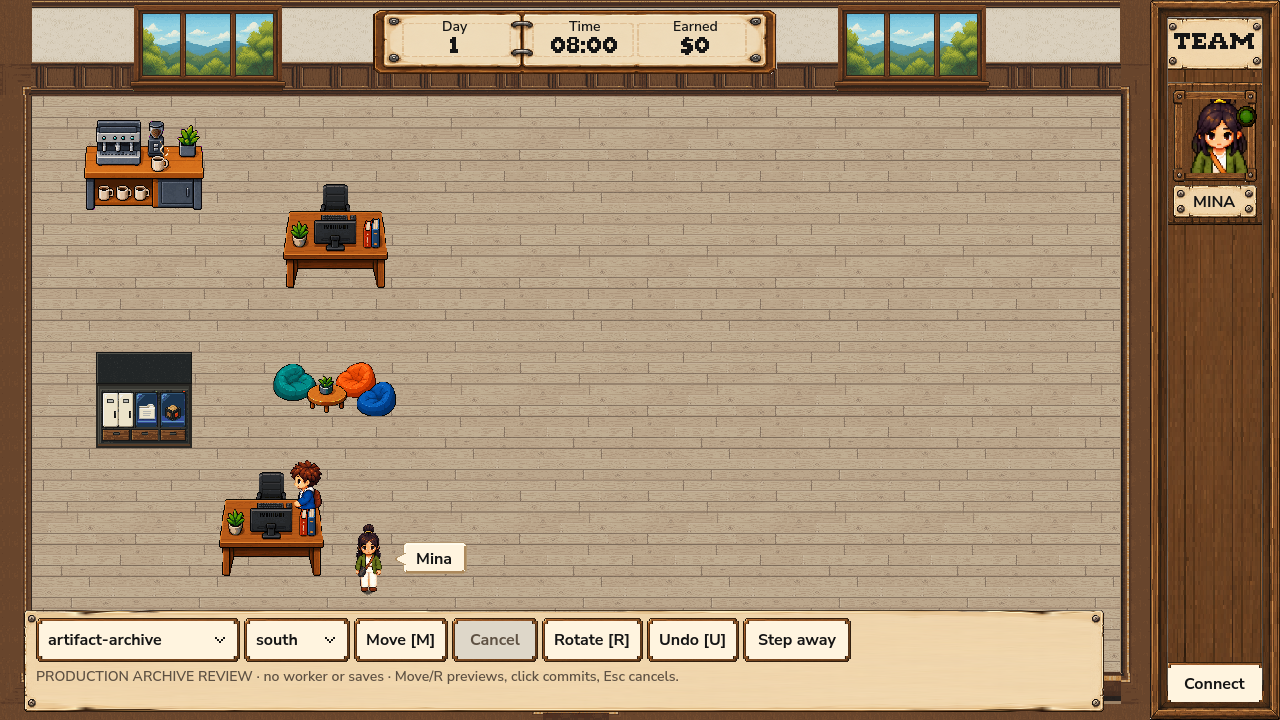 Day
1
Time
08:00
Earned
$0
TEAM
MINA
Mina
artifact-archive
south
Move [M]
Cancel
Rotate [R]
Undo [U]
Step away
PRODUCTION ARCHIVE REVIEW · no worker or saves · Move/R previews, click commits, Esc cancels.
Connect